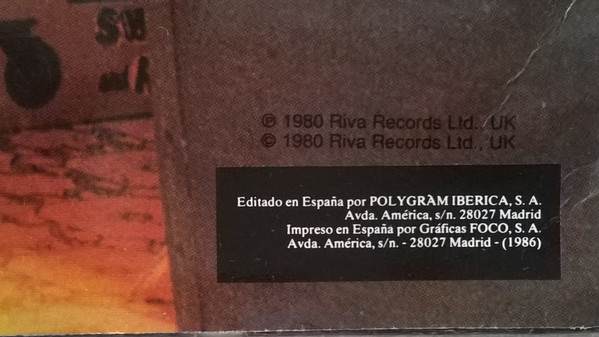 ℗ 1980 Riva Records Ltd., UK
© 1980 Riva Records Ltd., UK
Editado en España por POLYGRAM IBERICA, S. A.
Avda. América, s/n. 28027 Madrid
Impreso en España por Gráficas FOCO, S. A.
Avda. América, s/n. - 28027 Madrid - (1986)